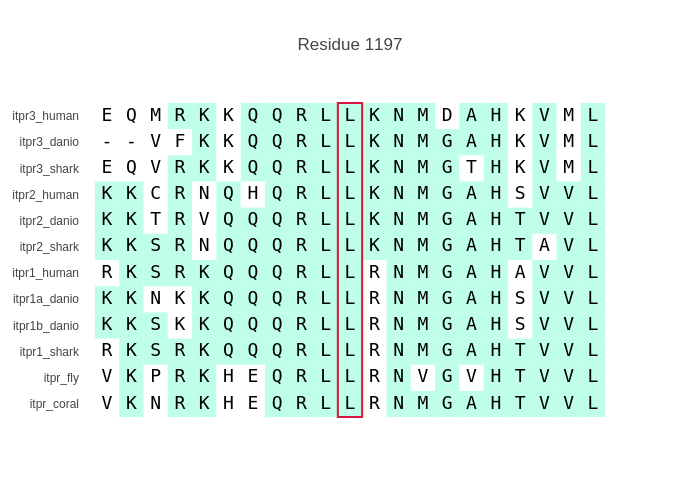 Residue 1197
itpr3_human E Q M R K K Q Q R L L K N M D A H K V M L
itpr3_danio - - V F K K Q Q R L L K N M G A H K V M L
itpr3_shark E Q V R K K Q Q R L L K N M G T H K V M L
itpr2_human K K C R N Q H Q R L L K N M G A H S V V L
itpr2_danio K K T R V Q Q Q R L L K N M G A H T V V L
itpr2_shark K K S R N Q Q Q R L L K N M G A H T A V L
itpr1_human R K S R K Q Q Q R L L R N M G A H A V V L
itpr1a_danio K K N K K Q Q Q R L L R N M G A H S V V L
itpr1b_danio K K S K K Q Q Q R L L R N M G A H S V V L
itpr1_shark R K S R K Q Q Q R L L R N M G A H T V V L
itpr_fly V K P R K H E Q R L L R N V G V H T V V L
itpr_coral V K N R K H E Q R L L R N M G A H T V V L